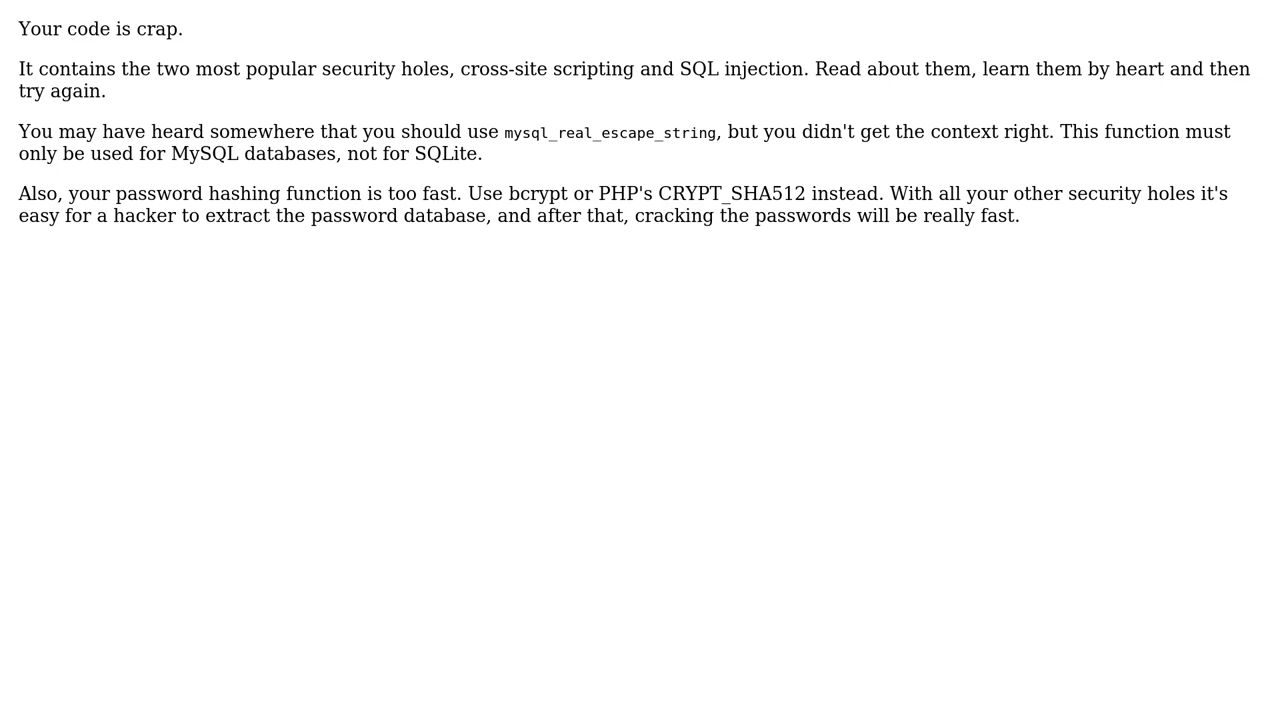 Your code is crap.
It contains the two most popular security holes, cross-site scripting and SQL injection. Read about them, learn them by heart and then
try again.
You may have heard somewhere that you should use mysql_real_escape_string, but you didn't get the context right. This function must
only be used for MySQL databases, not for SQLite.
Also, your password hashing function is too fast. Use bcrypt or PHP's CRYPT_SHA512 instead. With all your other security holes it's
easy for a hacker to extract the password database, and after that, cracking the passwords will be really fast.